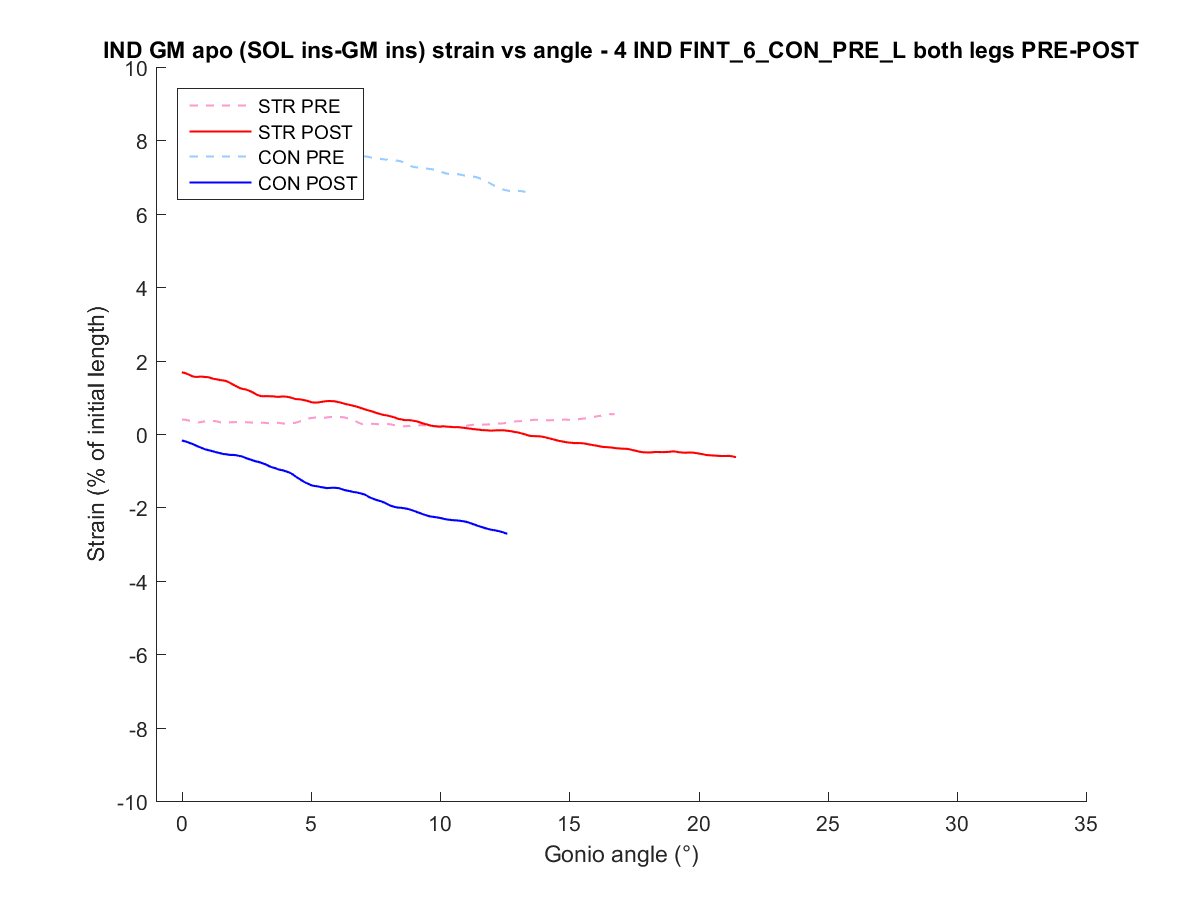 IND GM apo (SOL ins-GM ins) strain vs angle - 4 IND FINT_6_CON_PRE_L both legs PRE-POST
10
8
6
4
2
0
-2
-4
-6
-8
-10
Strain (% of initial length)
STR PRE
STR POST
CON PRE
CON POST
0 5 10 15 20 25 30 35
Gonio angle (°)